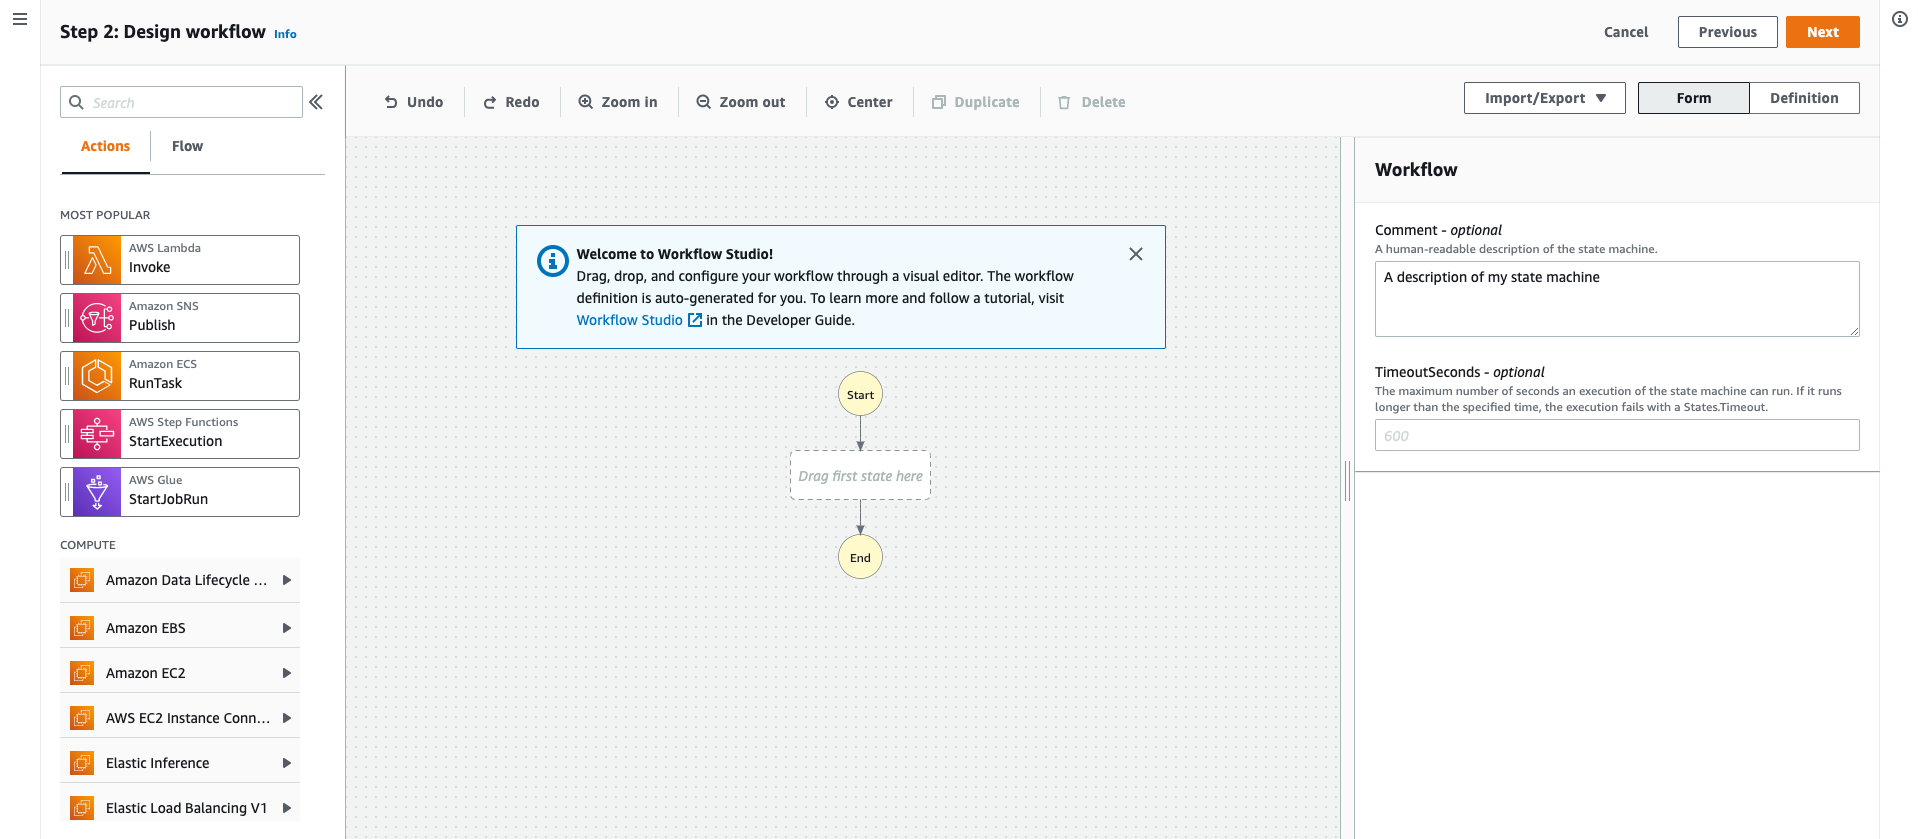 Step 2: Design workflow Info
Cancel
Previous
Next
Search
Actions
Flow
MOST POPULAR
AWS Lambda
Invoke
Amazon SNS
Publish
Amazon ECS
RunTask
AWS Step Functions
StartExecution
AWS Glue
StartJobRun
COMPUTE
Amazon Data Lifecycle ...
Amazon EBS
Amazon EC2
AWS EC2 Instance Conn...
Elastic Inference
Elastic Load Balancing V1
Undo
Redo
Zoom in
Zoom out
Center
Duplicate
Delete
Import/Export
Form
Definition
Welcome to Workflow Studio!
Drag, drop, and configure your workflow through a visual editor. The workflow
definition is auto-generated for you. To learn more and follow a tutorial, visit
Workflow Studio in the Developer Guide.
Start
Drag first state here
End
Workflow
Comment - optional
A human-readable description of the state machine.
A description of my state machine
TimeoutSeconds - optional
The maximum number of seconds an execution of the state machine can run. If it runs
longer than the specified time, the execution fails with a States.Timeout.
600